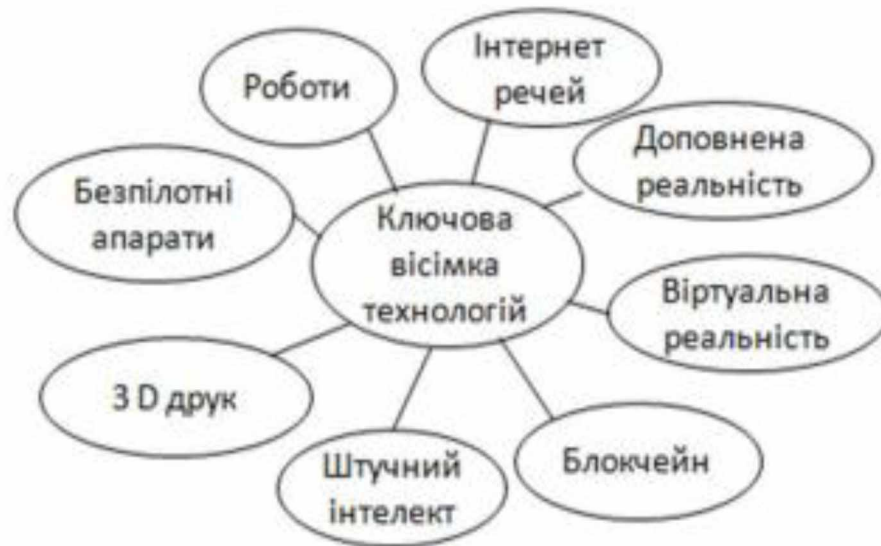 Роботи
Інтернет
речей
Доповнена
реальність
Безпілотні
апарати
Ключова
вісімка
технологій
Віртуальна
реальність
3 D друк
Штучний
інтелект
Блокчейн